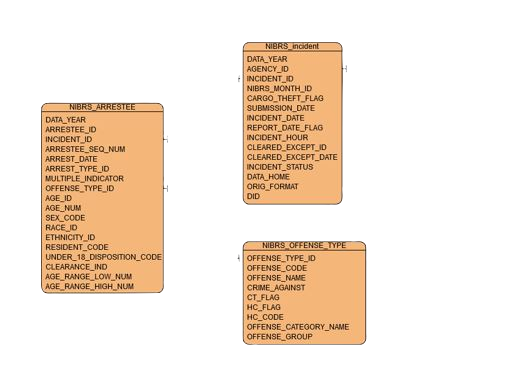 NIBRS_incident
DATA_YEAR
AGENCY_ID
INCIDENT_ID
NIBRS_MONTH_ID
CARGO_THEFT_FLAG
SUBMISSION_DATE
INCIDENT_DATE
REPORT_DATE_FLAG
INCIDENT_HOUR
CLEARED_EXCEPT_ID
CLEARED_EXCEPT_DATE
INCIDENT_STATUS
DATA_HOME
ORIG_FORMAT
DID
NIBRS_ARRESTEE
DATA_YEAR
ARRESTEE_ID
INCIDENT_ID
ARRESTEE_SEQ_NUM
ARREST_DATE
ARREST_TYPE_ID
MULTIPLE_INDICATOR
OFFENSE_TYPE_ID
AGE_ID
AGE_NUM
SEX_CODE
RACE_ID
ETHNICITY_ID
RESIDENT_CODE
UNDER_18_DISPOSITION_CODE
CLEARANCE_IND
AGE_RANGE_LOW_NUM
AGE_RANGE_HIGH_NUM
NIBRS_OFFENSE_TYPE
OFFENSE_TYPE_ID
OFFENSE_CODE
OFFENSE_NAME
CRIME_AGAINST
CT_FLAG
HC_FLAG
HC_CODE
OFFENSE_CATEGORY_NAME
OFFENSE_GROUP